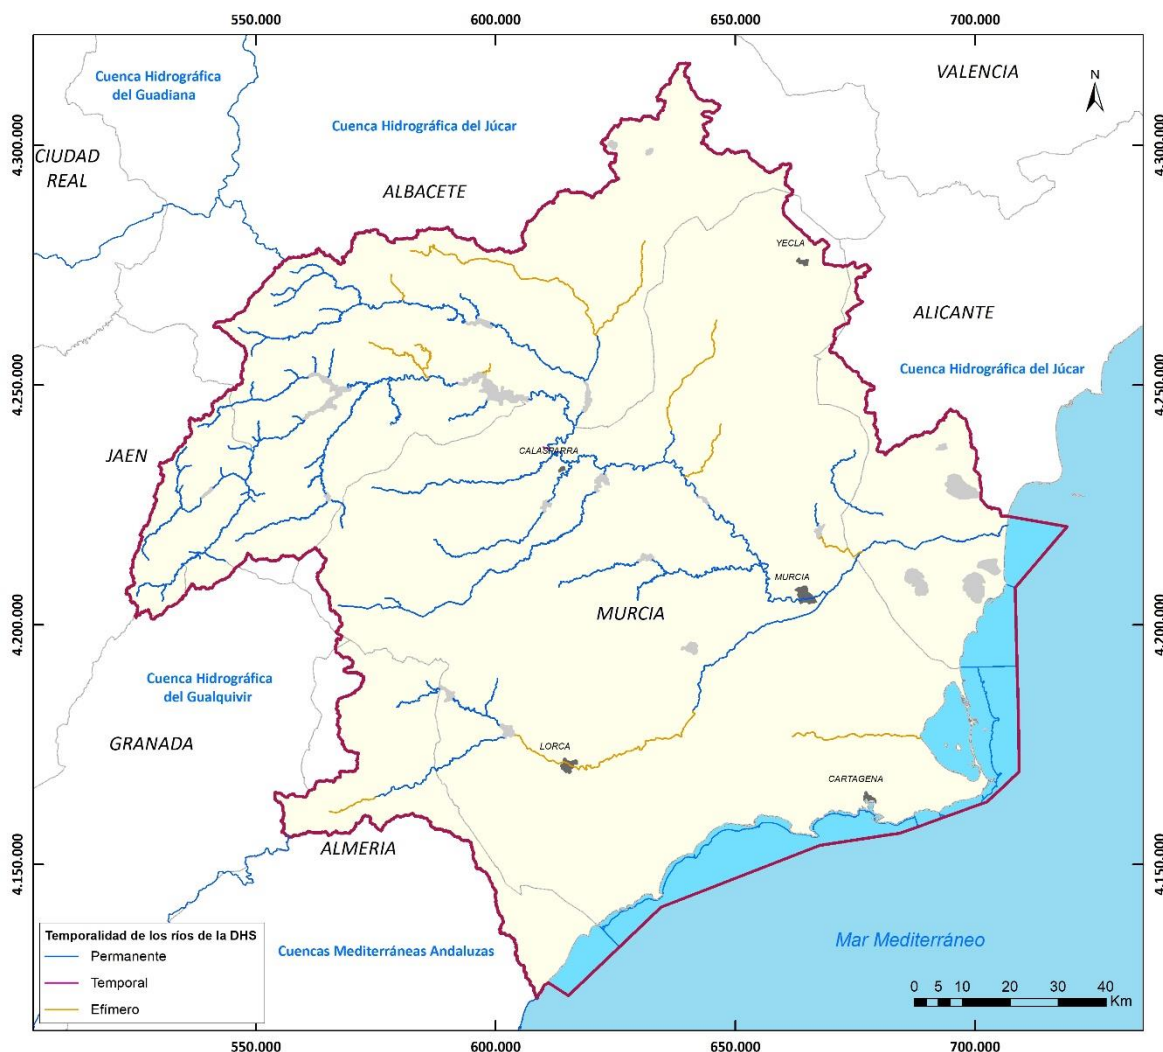 550.000
600.000
650.000
700.000
Cuenca Hidrográfica
del Guadiana
VALENCIA
N
Cuenca Hidrográfica del Júcar
4.300.000
4.300.000
CIUDAD
REAL
ALBACETE
YECLA
ALICANTE
Cuenca Hidrográfica del Júcar
4.250.000
4.250.000
JAEN
CALASPARRA
MURCIA
MURCIA
4.200.000
4.200.000
Cuenca Hidrográfica
del Gualquivir
GRANADA
LORCA
CARTAGENA
ALMERIA
4.150.000
4.150.000
Temporalidad de los ríos de la DHS
Permanente
Temporal
Efímero
Cuencas Mediterráneas Andaluzas
Mar Mediterráneo
0 5 10 20 30 40
Km
550.000
600.000
650.000
700.000